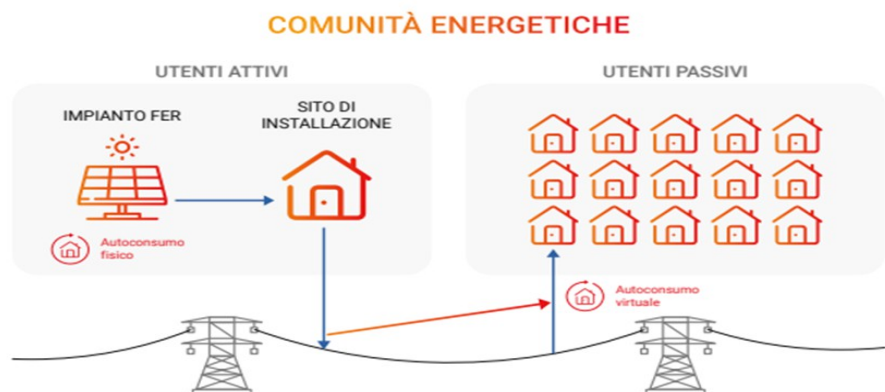 COMUNITÀ ENERGETICHE
UTENTI ATTIVI
IMPIANTO FER
SITO DI
INSTALLAZIONE
Autoconsumo
fisico
UTENTI PASSIVI
Autoconsumo
virtuale